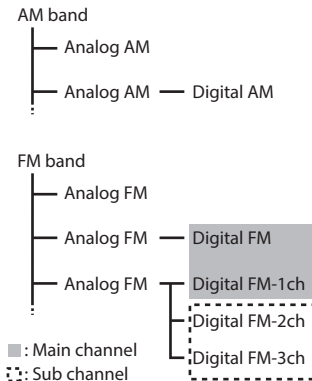 AM band
Analog AM
Analog AM Digital AM
FM band
Analog FM
Analog FM Digital FM
Analog FM Digital FM-1ch
Digital FM-2ch
Digital FM-3ch
: Main channel
: Sub channel